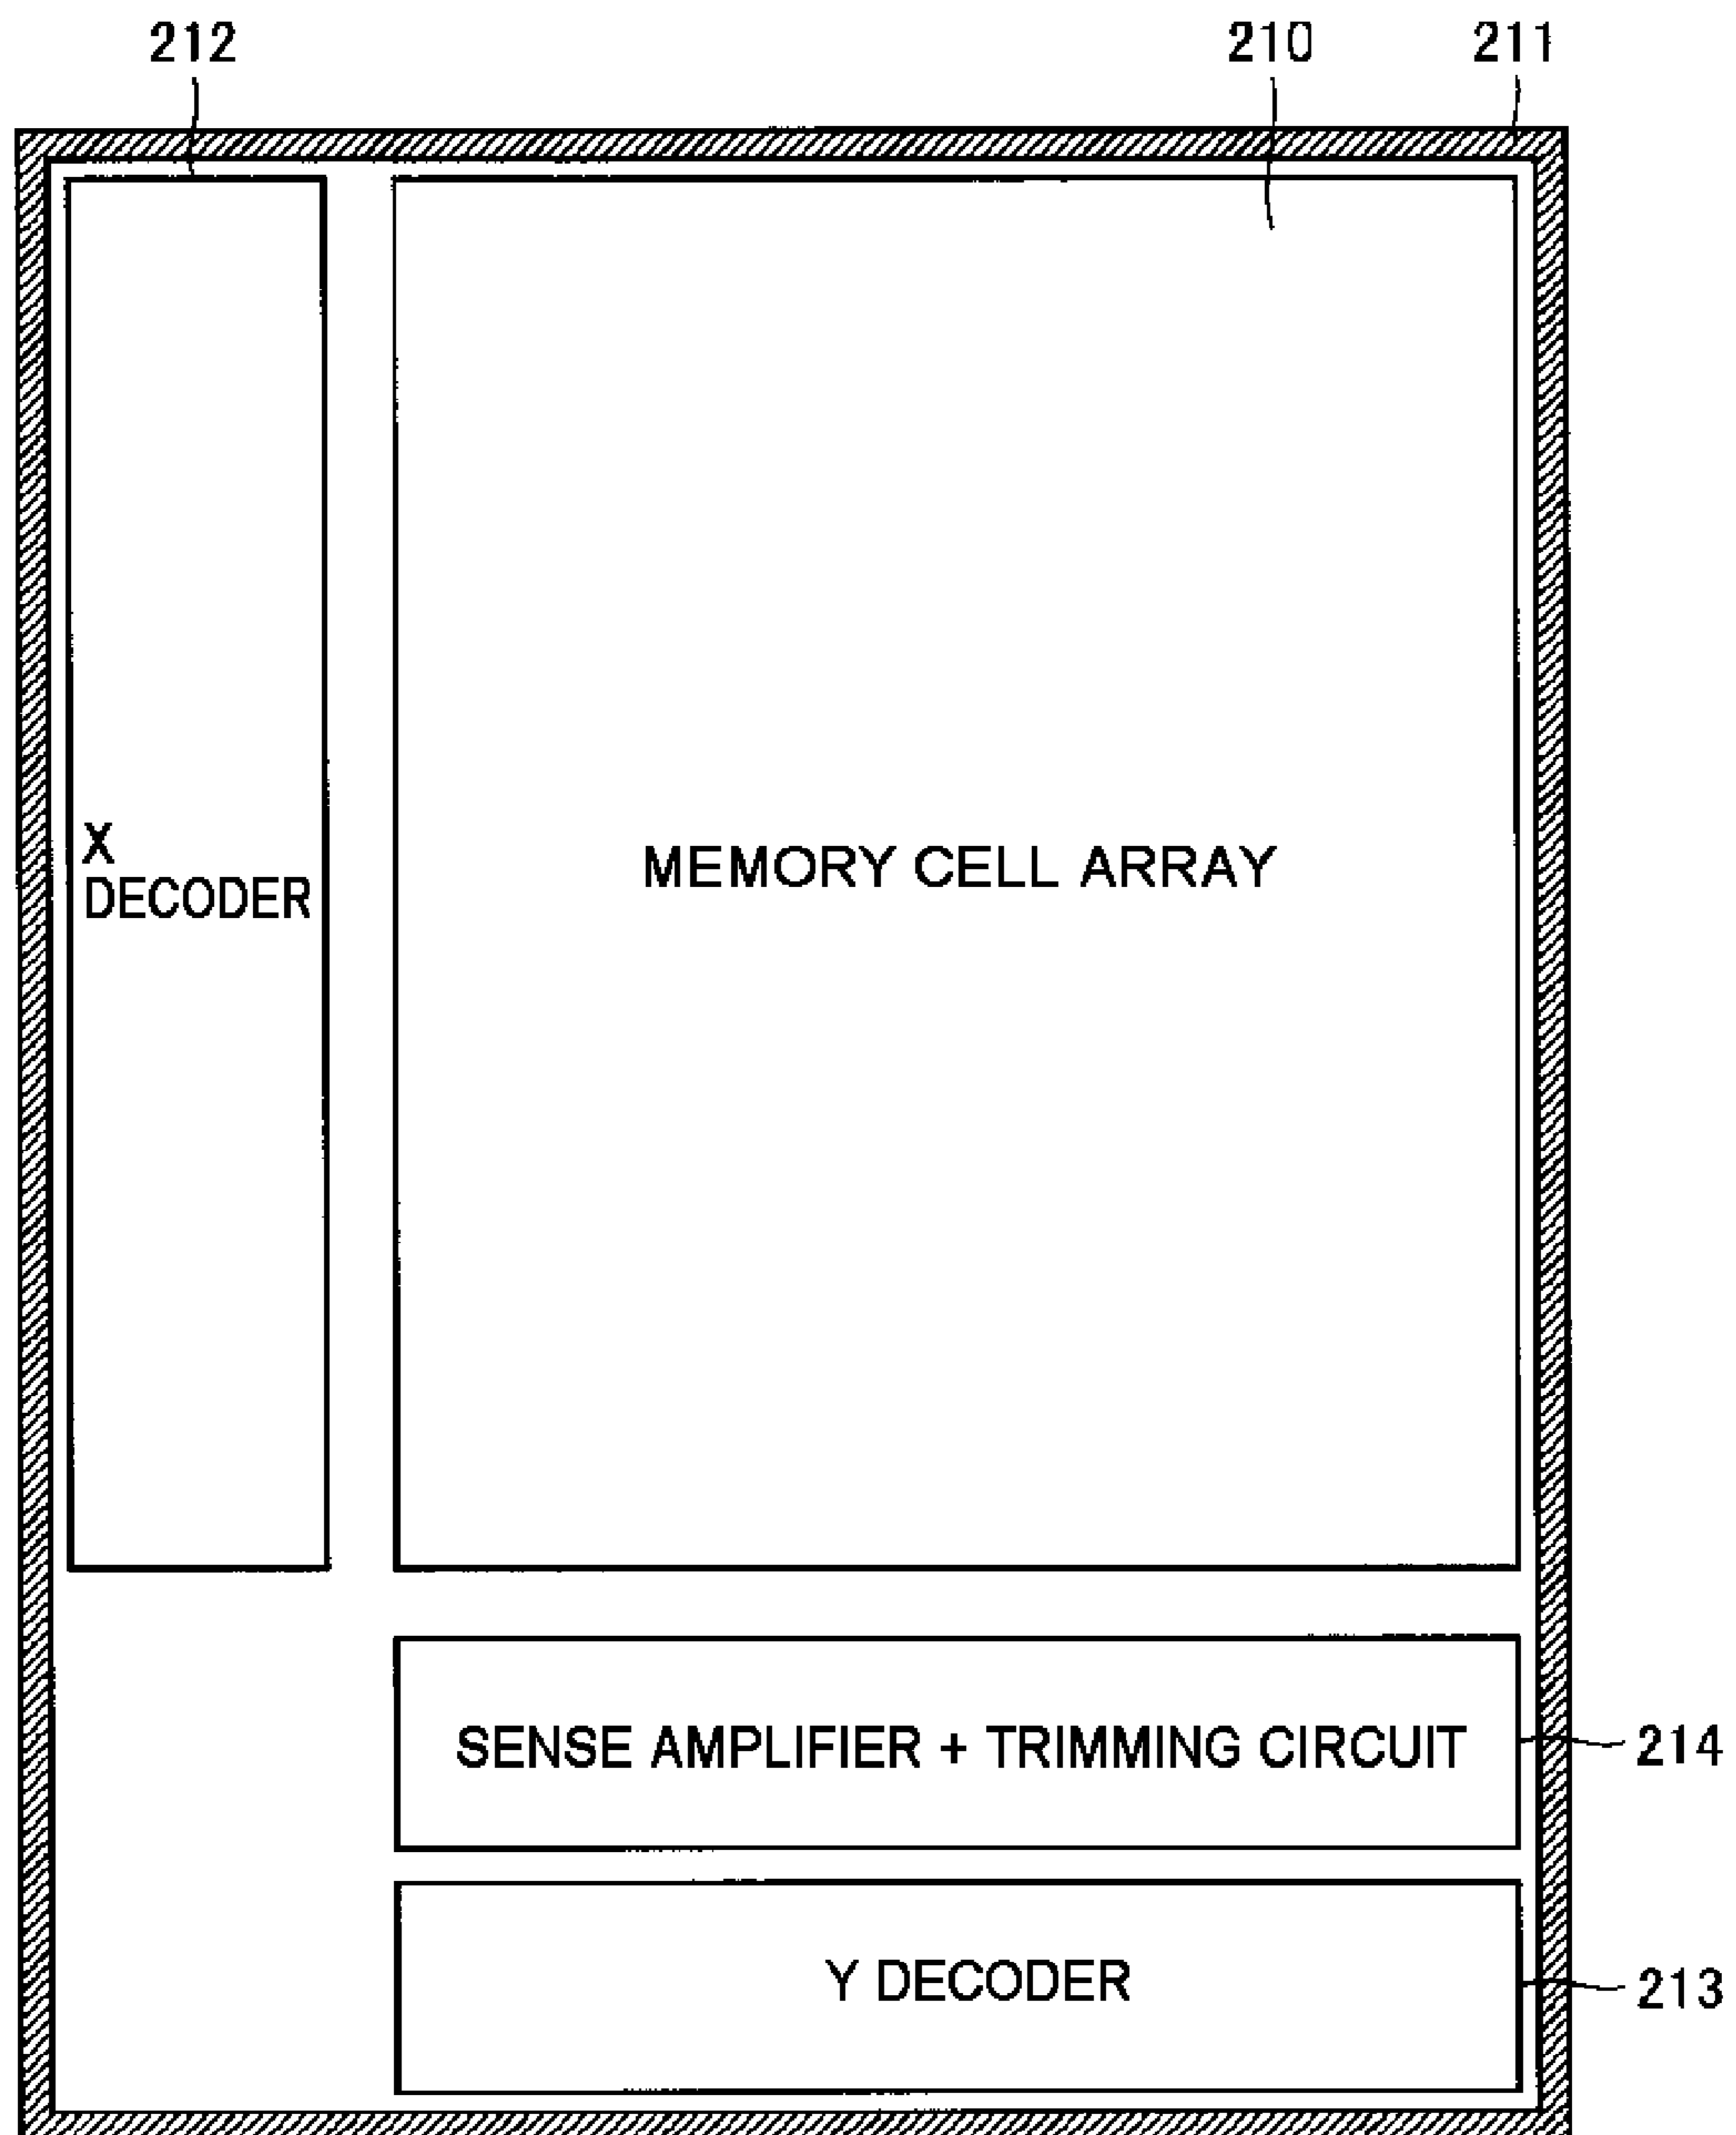 212
210
211
X
DECODER
MEMORY CELL ARRAY
SENSE AMPLIFIER + TRIMMING CIRCUIT
214
Y DECODER
213